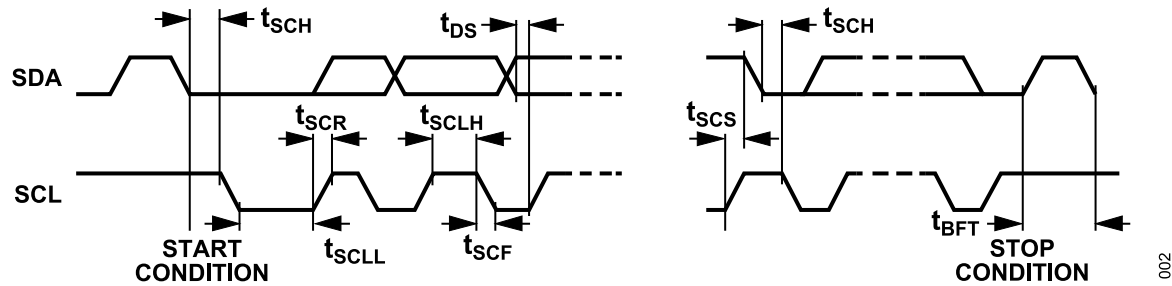 tSCH
tDS
tSCH
SDA
tSCR
tSCLH
tSCS
SCL
tSCLL
tSCF
tBFT
START
CONDITION
STOP
CONDITION
002